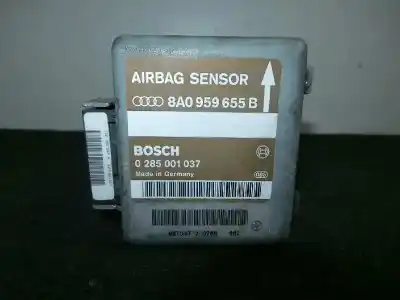 AIRBAG SENSOR
8A0 959 655 B
BOSCH
0 285 001 037
Made in Germany